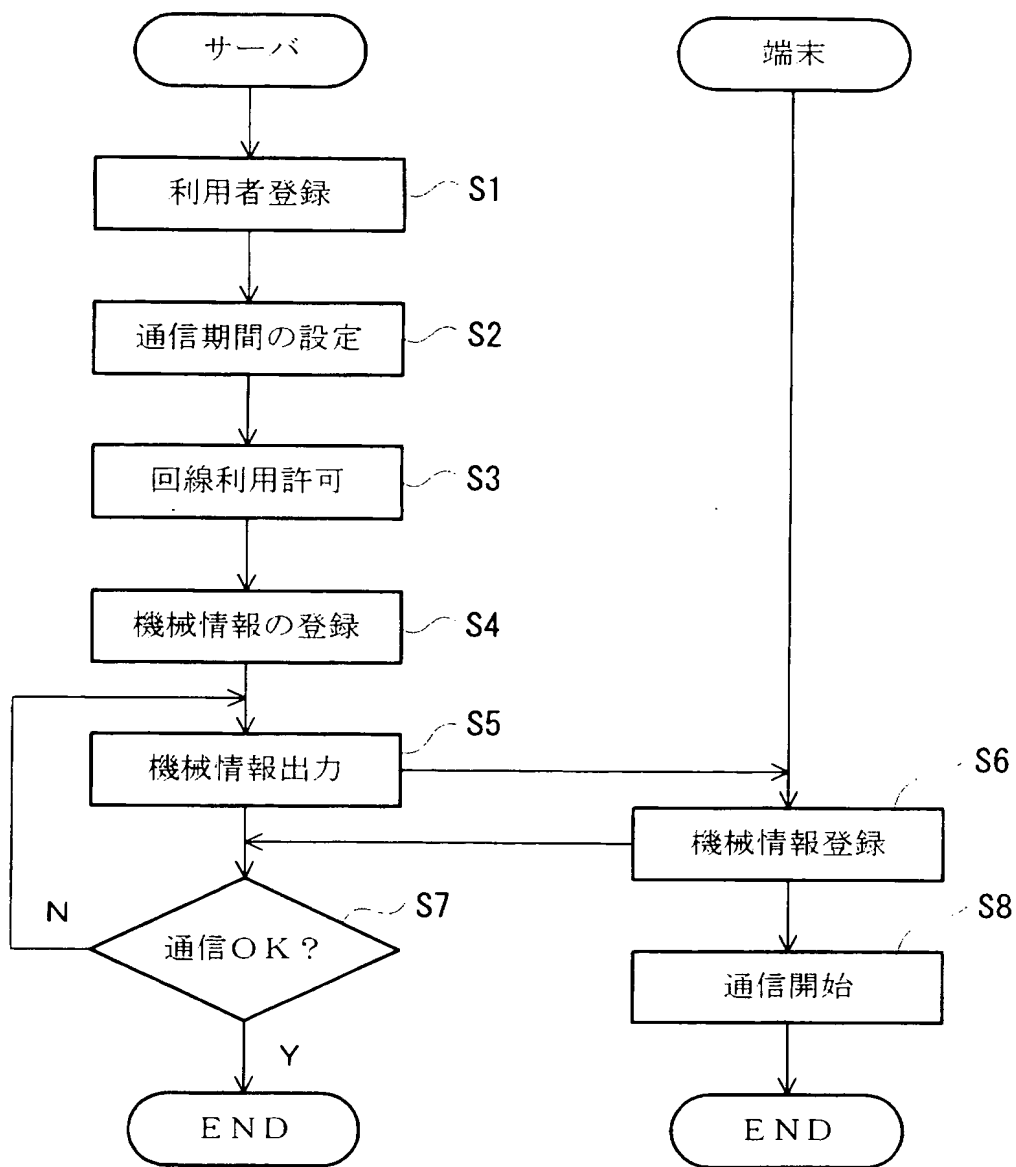 サーバ
端末
利用者登録
S1
通信期間の設定
S2
回線利用許可
S3
機械情報の登録
S4
機械情報出力
S5
S6
機械情報登録
N
通信OK?
S7
S8
通信開始
Y
END
END